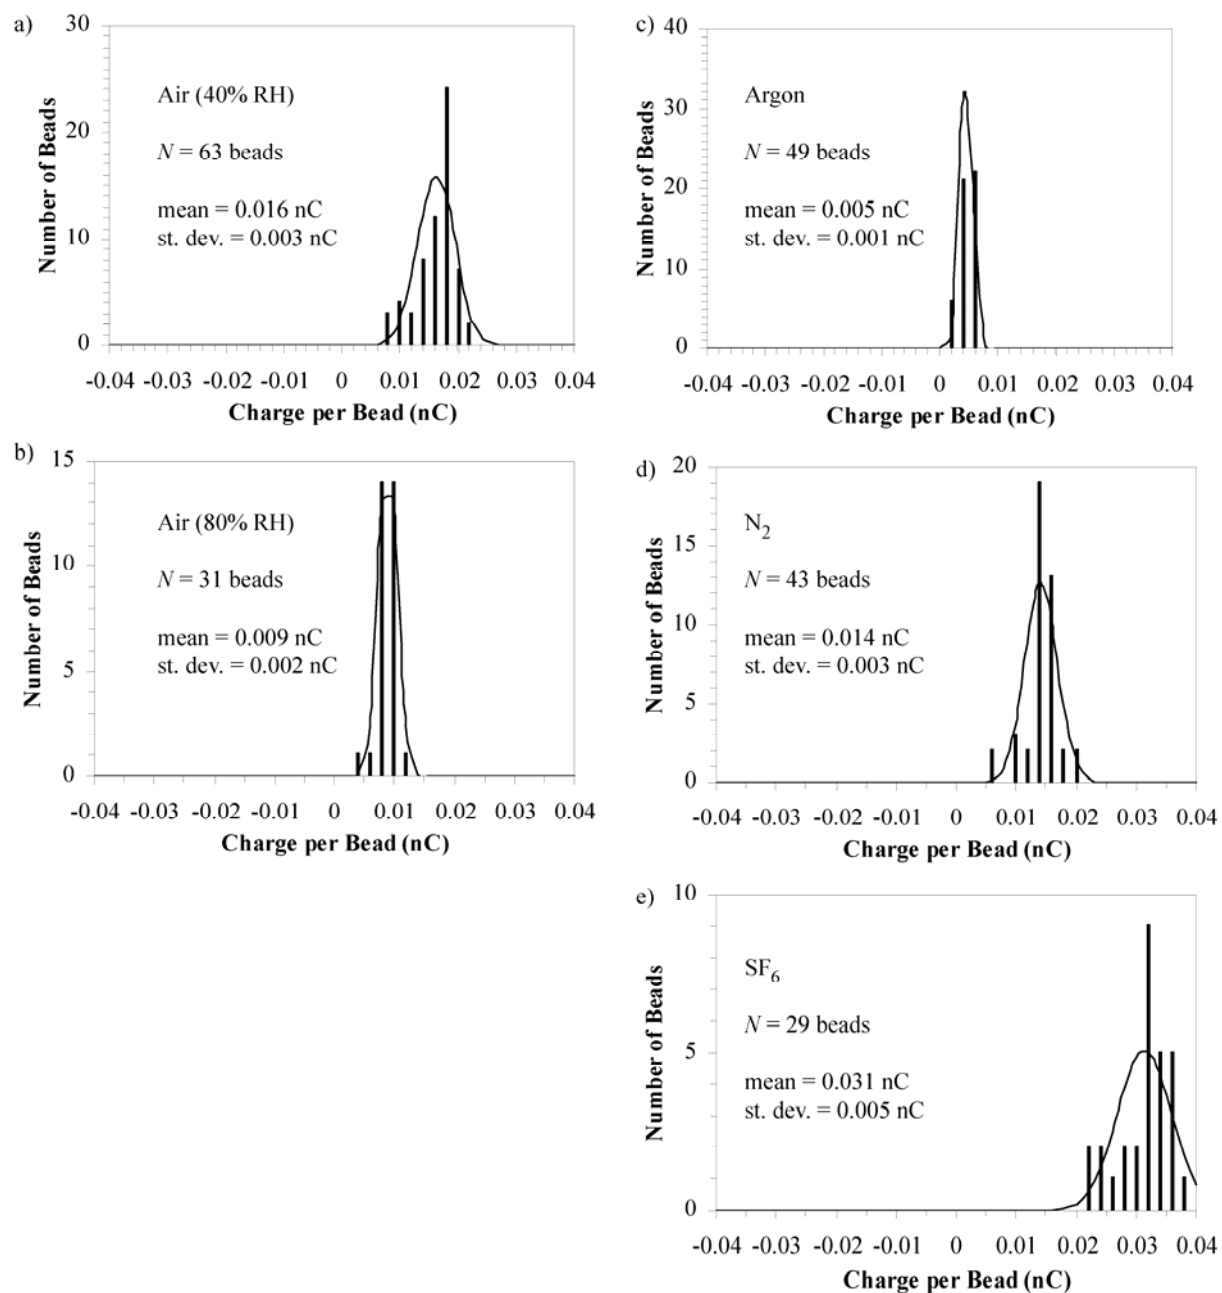 a)
30
20
10
0
Number of Beads
Air (40% RH)
N = 63 beads
mean = 0.016 nC
st. dev. = 0.003 nC
-0.04 -0.03 -0.02 -0.01 0 0.01 0.02 0.03 0.04
Charge per Bead (nC)
b)
15
10
5
0
Number of Beads
Air (80% RH)
N = 31 beads
mean = 0.009 nC
st. dev. = 0.002 nC
-0.04 -0.03 -0.02 -0.01 0 0.01 0.02 0.03 0.04
Charge per Bead (nC)
c)
40
30
20
10
0
Number of Beads
Argon
N = 49 beads
mean = 0.005 nC
st. dev. = 0.001 nC
-0.04 -0.03 -0.02 -0.01 0 0.01 0.02 0.03 0.04
Charge per Bead (nC)
d)
20
15
10
5
0
Number of Beads
N2
N = 43 beads
mean = 0.014 nC
st. dev. = 0.003 nC
-0.04 -0.03 -0.02 -0.01 0 0.01 0.02 0.03 0.04
Charge per Bead (nC)
e)
10
5
0
Number of Beads
SF6
N = 29 beads
mean = 0.031 nC
st. dev. = 0.005 nC
-0.04 -0.03 -0.02 -0.01 0 0.01 0.02 0.03 0.04
Charge per Bead (nC)